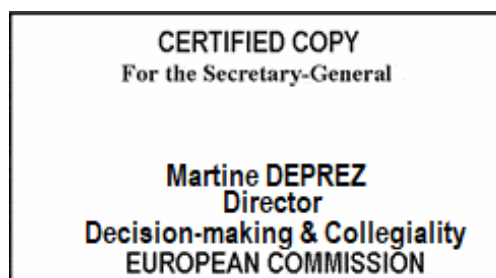 CERTIFIED COPY
For the Secretary-General
Martine DEPREZ
Director
Decision-making & Collegiality
EUROPEAN COMMISSION